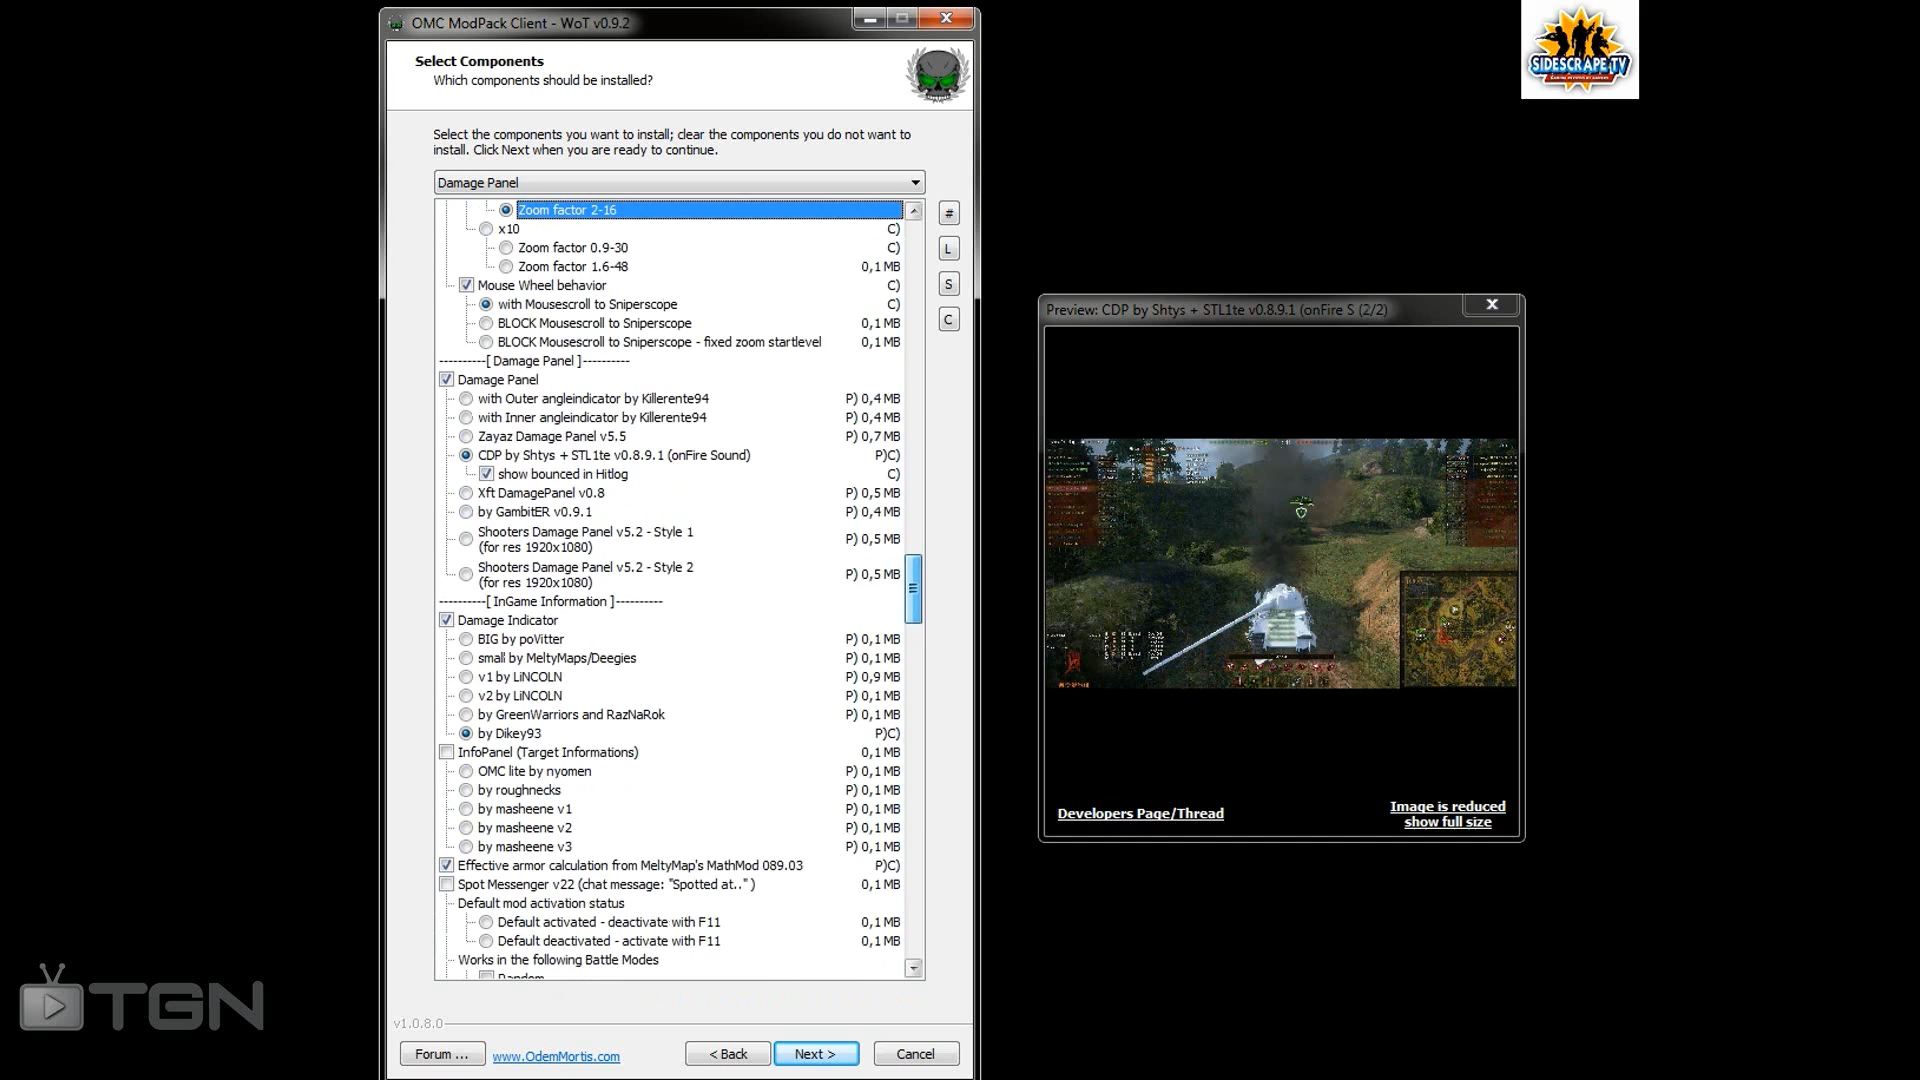 OMC ModPack Client - WoT v0.9.2
Select Components
Which components should be installed?
Select the components you want to install; clear the components you do not want to
install. Click Next when you are ready to continue.
Damage Panel
Zoom factor 2-16
x10 C)
Zoom factor 0.9-30 C)
Zoom factor 1.6-48 0,1 MB
Mouse Wheel behavior C)
with Mousescroll to Sniperscope C)
BLOCK Mousescroll to Sniperscope 0,1 MB
BLOCK Mousescroll to Sniperscope - fixed zoom startlevel 0,1 MB
----------[ Damage Panel ]----------
Damage Panel
with Outer angleindicator by Killerente94 P) 0,4 MB
with Inner angleindicator by Killerente94 P) 0,4 MB
Zayaz Damage Panel v5.5 P) 0,7 MB
CDP by Shtys + STL1te v0.8.9.1 (onFire Sound) P)C)
show bounced in Hitlog C)
Xft DamagePanel v0.8 P) 0,5 MB
by GambitER v0.9.1 P) 0,4 MB
Shooters Damage Panel v5.2 - Style 1
(for res 1920x1080) P) 0,5 MB
Shooters Damage Panel v5.2 - Style 2
(for res 1920x1080) P) 0,5 MB
----------[ InGame Information ]----------
Damage Indicator
BIG by poVitter P) 0,1 MB
small by MeltyMaps/Deegies P) 0,1 MB
v1 by LiNCOLN P) 0,9 MB
v2 by LiNCOLN P) 0,1 MB
by GreenWarriors and RazNaRok P) 0,1 MB
by Dikey93 P)C)
InfoPanel (Target Informations) 0,1 MB
OMC lite by nyomen P) 0,1 MB
by roughnecks P) 0,1 MB
by masheene v1 P) 0,1 MB
by masheene v2 P) 0,1 MB
by masheene v3 P) 0,1 MB
Effective armor calculation from MeltyMap's MathMod 089.03 P)C)
Spot Messenger v22 (chat message: "Spotted at.." ) 0,1 MB
Default mod activation status
Default activated - deactivate with F11 0,1 MB
Default deactivated - activate with F11 0,1 MB
Works in the following Battle Modes
Random
#
L
S
C
v1.0.8.0
Forum ...
www.OdemMortis.com
< Back
Next >
Cancel
SIDESCRAPE TV
Preview: CDP by Shtys + STL1te v0.8.9.1 (onFire S (2/2)
Developers Page/Thread
Image is reduced
show full size
TGN